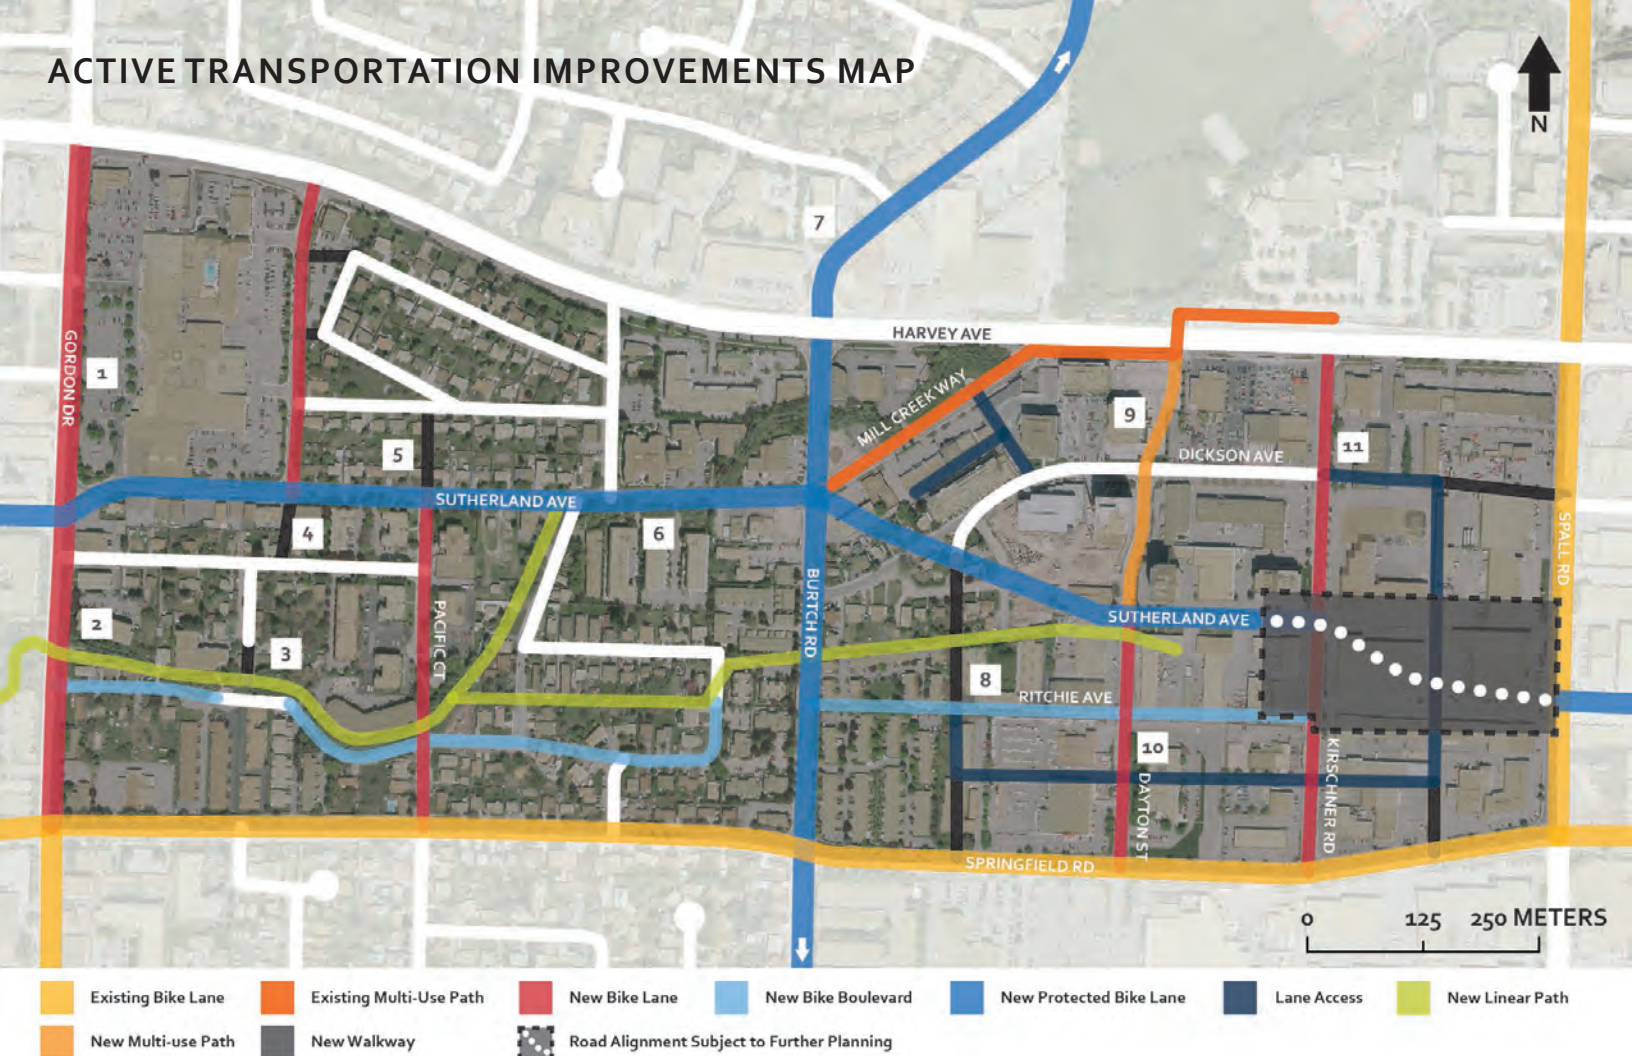 ACTIVE TRANSPORTATION IMPROVEMENTS MAP
N
7
HARVEY AVE
GORDON DR
1
MILL CREEK WAY
9
11
DICKSON AVE
5
SUTHERLAND AVE
4
6
SPALL RD
BURTCH RD
PACIFIC CT
2
SUTHERLAND AVE
3
8
RITCHIE AVE
10
KIRSCHNER RD
DAYTON ST
SPRINGFIELD RD
0 125 250 METERS
Existing Bike Lane
Existing Multi-Use Path
New Bike Lane
New Bike Boulevard
New Protected Bike Lane
Lane Access
New Linear Path
New Multi-use Path
New Walkway
Road Alignment Subject to Further Planning